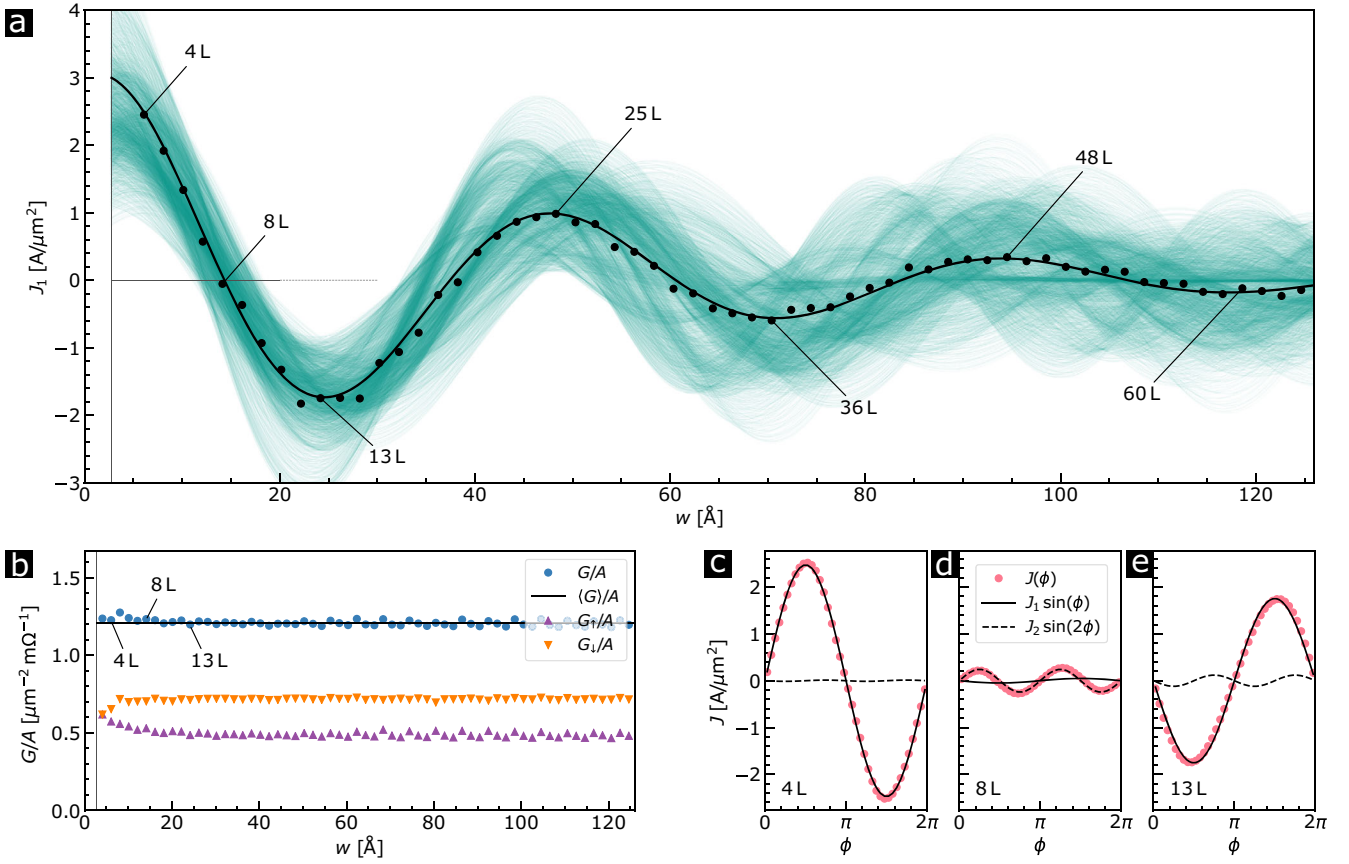 a
4
3
2
1
0
−1
−2
−3
J₁ [A/μm²]
4 L
8 L
13 L
25 L
36 L
48 L
60 L
0 20 40 60 80 100 120
w [Å]
b
1.5
1.0
0.5
0.0
G/A [μm⁻² mΩ⁻¹]
8 L
4 L
13 L
G/A
⟨G⟩/A
G↑/A
G↓/A
0 20 40 60 80 100 120
w [Å]
c
2
1
0
−1
−2
J [A/μm²]
4 L
0 π 2π
ϕ
d
J(ϕ)
J₁ sin(ϕ)
J₂ sin(2ϕ)
8 L
0 π 2π
ϕ
e
13 L
0 π 2π
ϕ